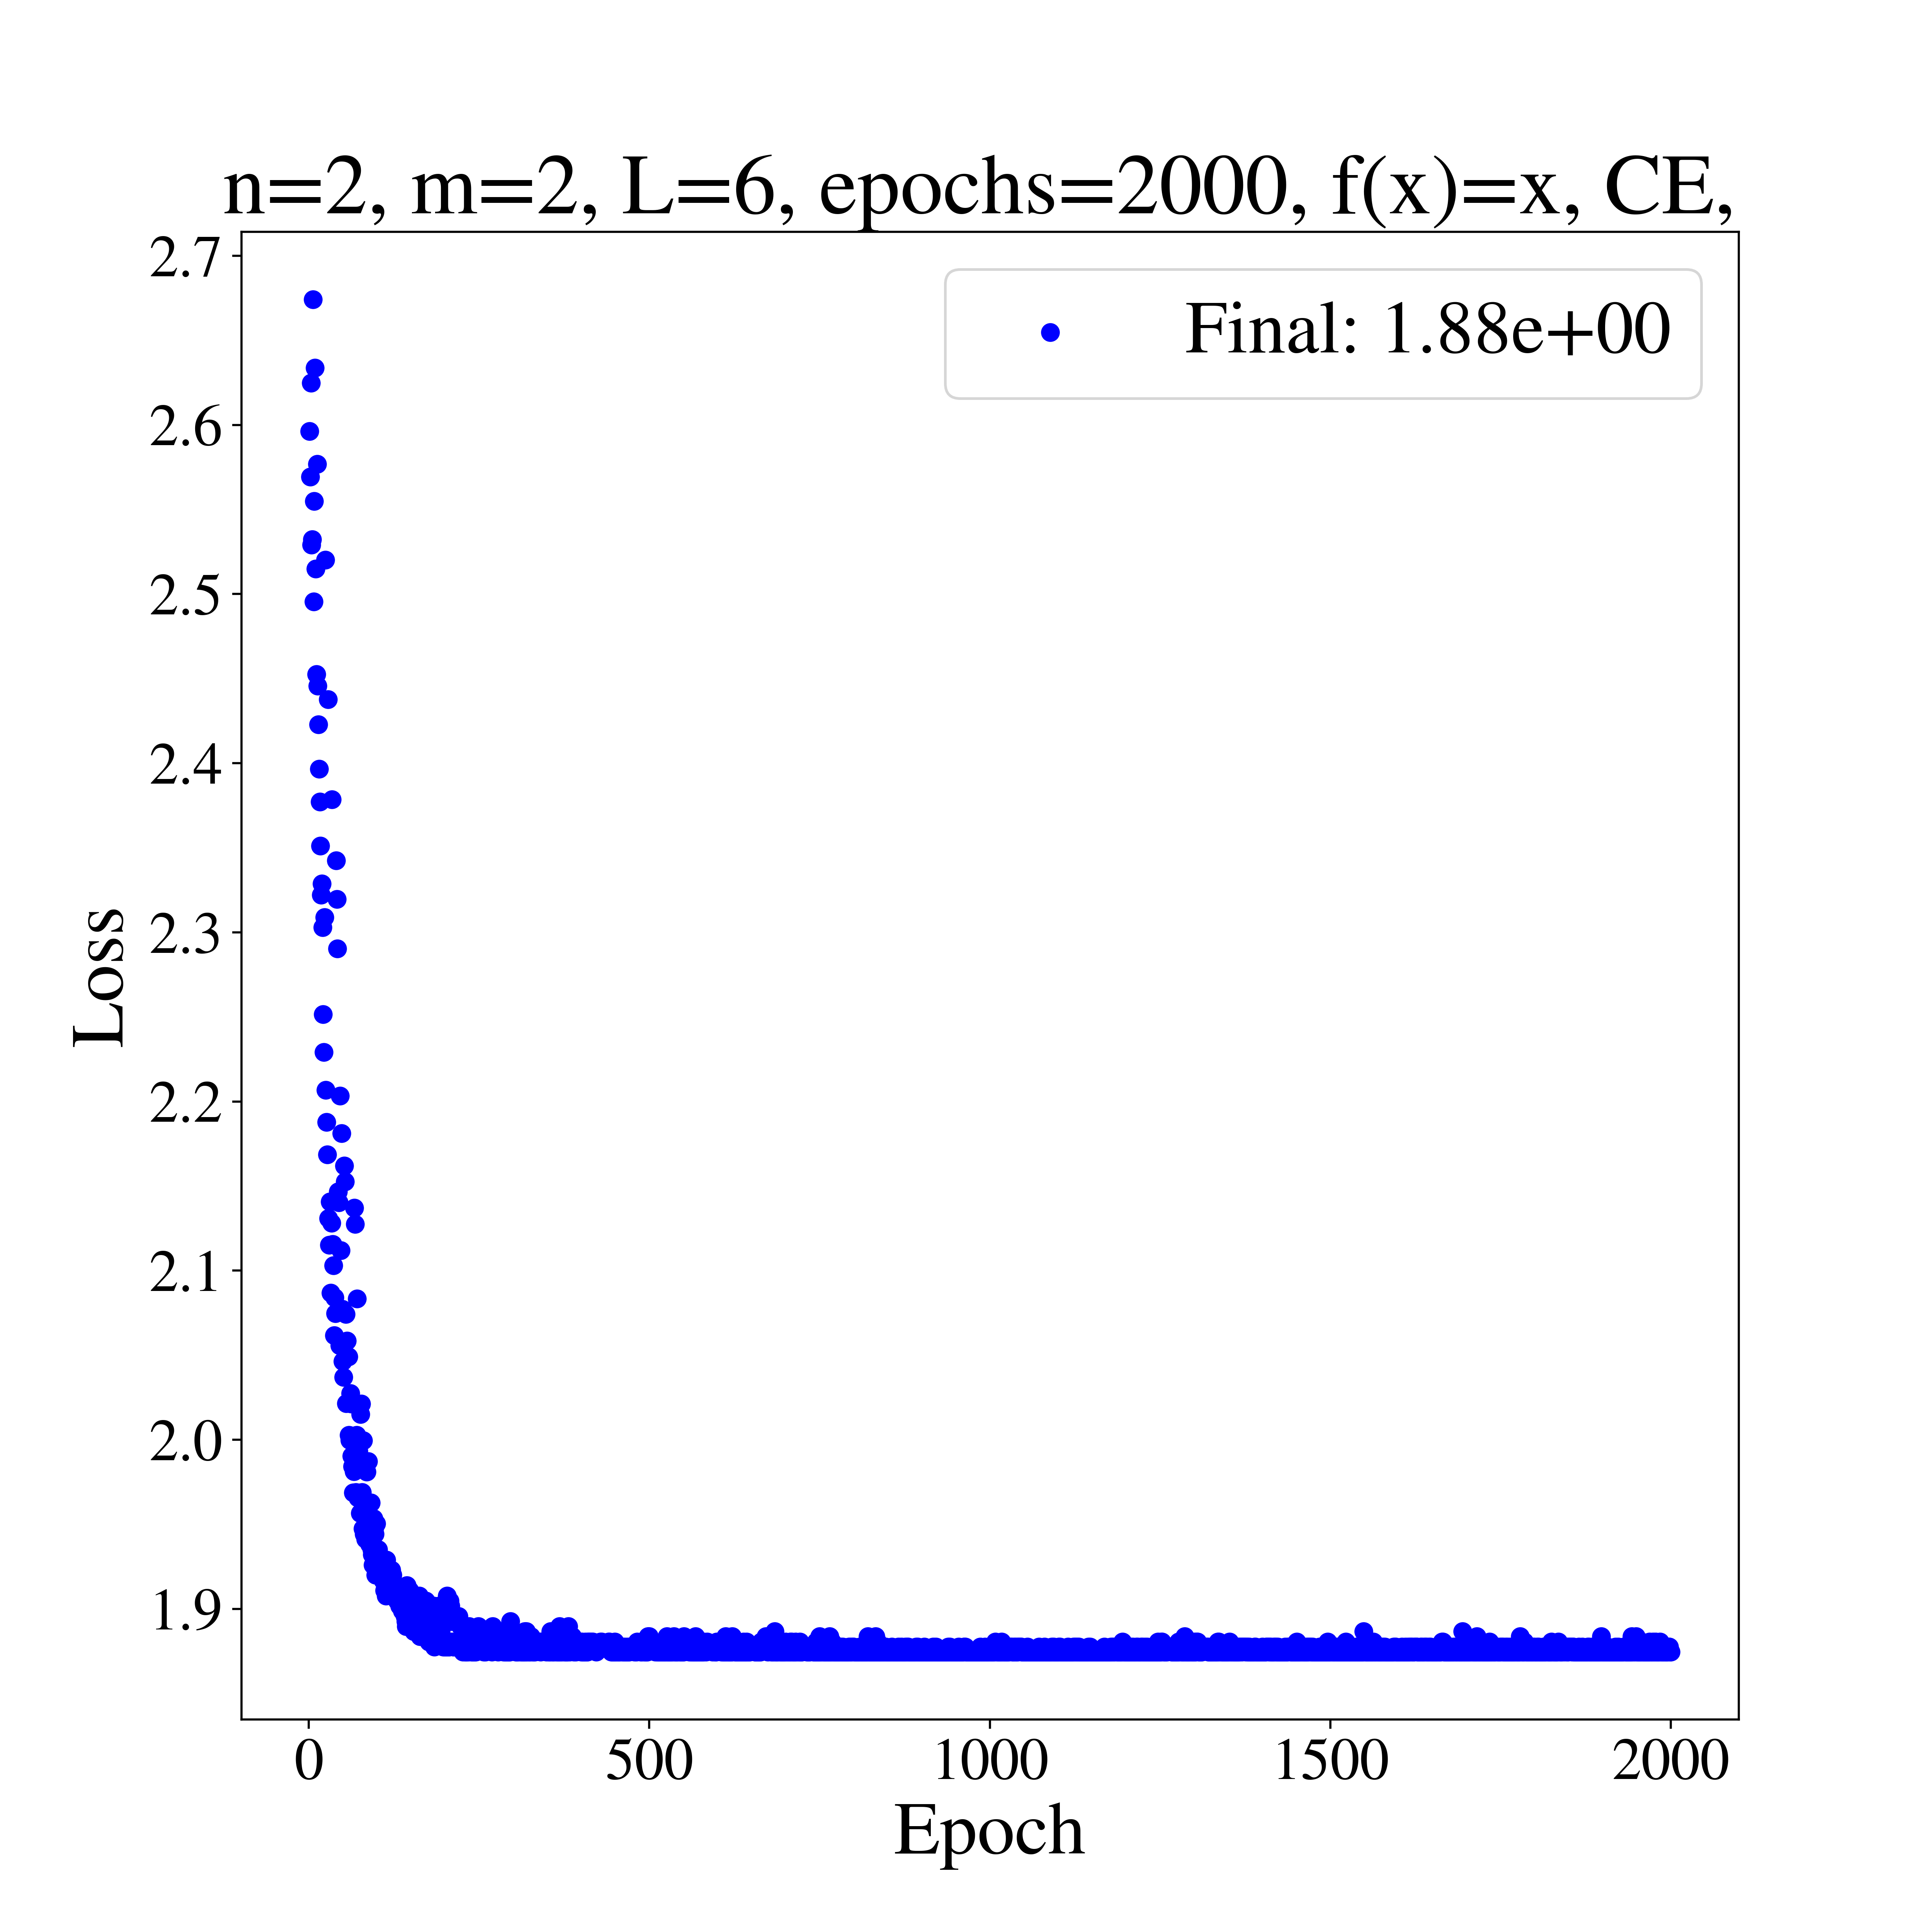 n=2, m=2, L=6, epochs=2000, f(x)=x, CE,
Final: 1.88e+00
2.7
2.6
2.5
2.4
2.3
2.2
2.1
2.0
1.9
Loss
0 500 1000 1500 2000
Epoch